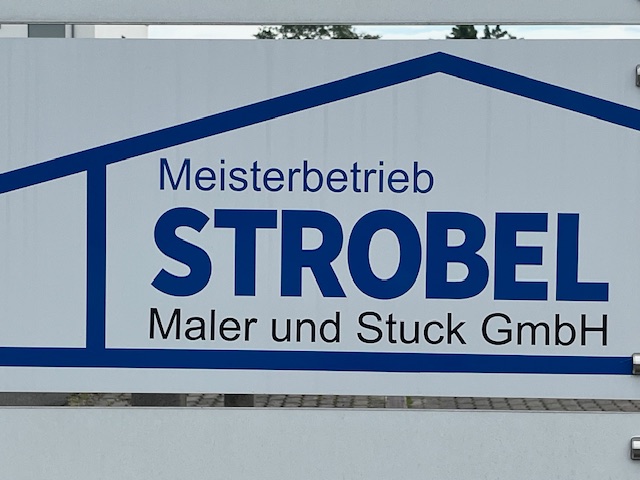 Meisterbetrieb
STROBEL
Maler und Stuck GmbH